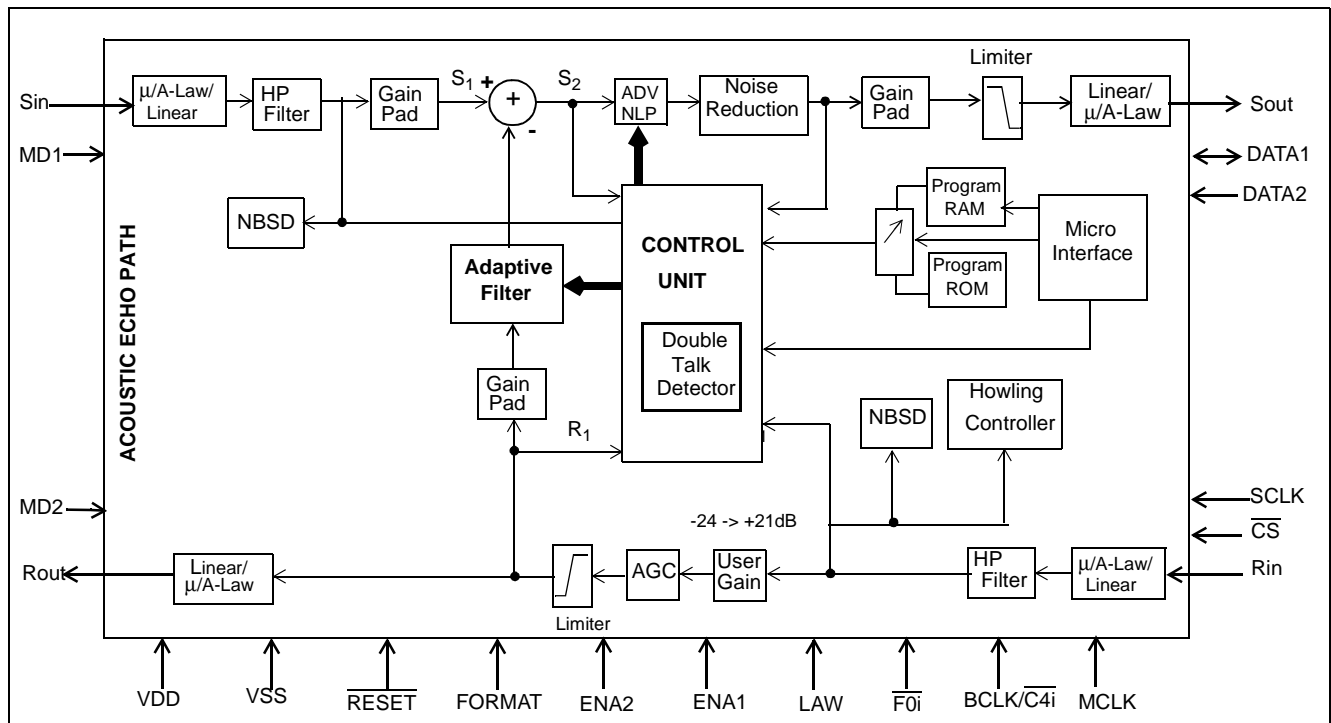 Limiter
Sin
μ/A-Law/
Linear
HP
Filter
Gain
Pad
S1
+
+
-
S2
ADV
NLP
Noise
Reduction
Gain
Pad
Linear/
μ/A-Law
Sout
MD1
DATA1
DATA2
NBSD
ACOUSTIC ECHO PATH
Adaptive
Filter
CONTROL
UNIT
Double
Talk
Detector
Program
RAM
Program
ROM
Micro
Interface
Gain
Pad
R1
NBSD
Howling
Controller
MD2
-24 -> +21dB
SCLK
CS
Rout
Linear/
μ/A-Law
Limiter
AGC
User
Gain
HP
Filter
μ/A-Law/
Linear
Rin
VDD
VSS
RESET
FORMAT
ENA2
ENA1
LAW
F0i
BCLK/C4i
MCLK